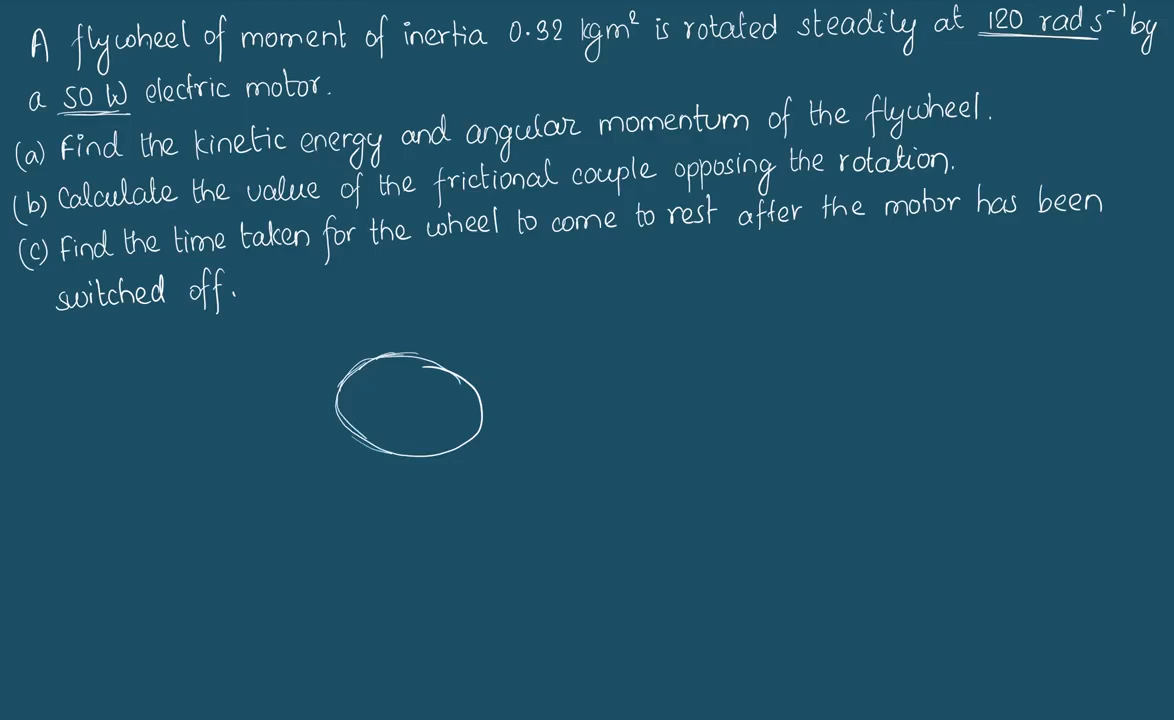 A flywheel of moment of inertia 0.32 kgm² is rotated steadily at 120 rad s⁻¹ by
a 50 W electric motor.
(a) Find the kinetic energy and angular momentum of the flywheel.
(b) Calculate the value of the frictional couple opposing the rotation.
(c) Find the time taken for the wheel to come to rest after the motor has been
switched off.